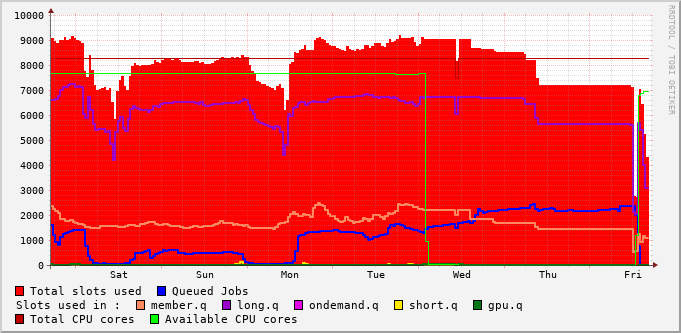 10000
9000
8000
7000
6000
5000
4000
3000
2000
1000
0
Sat Sun Mon Tue Wed Thu Fri
Total slots used Queued Jobs
Slots used in : member.q long.q ondemand.q short.q gpu.q
Total CPU cores Available CPU cores
RRDTOOL / TOBI OETIKER